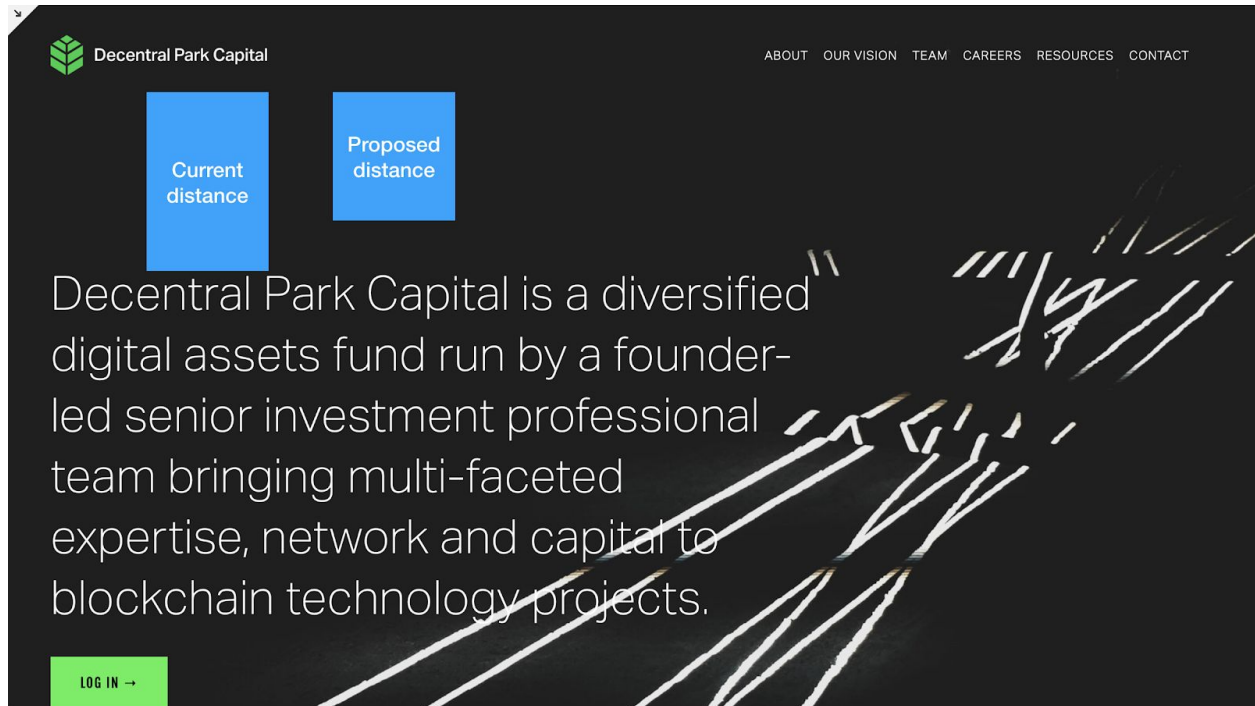 Decentral Park Capital
ABOUT OUR VISION TEAM CAREERS RESOURCES CONTACT
Current
distance
Proposed
distance
Decentral Park Capital is a diversified
digital assets fund run by a founder-
led senior investment professional
team bringing multi-faceted
expertise, network and capital to
blockchain technology projects.
LOG IN →